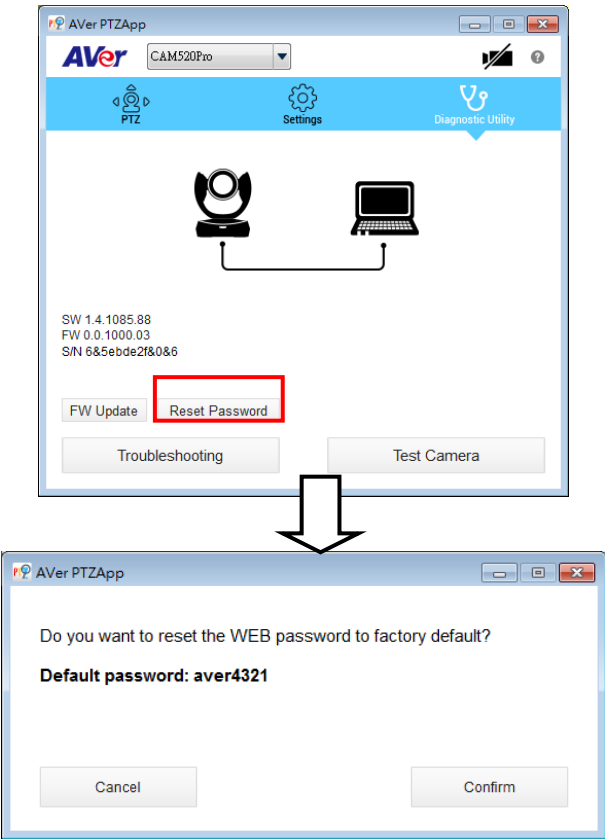 AVer PTZApp
AVer
CAM520Pro
PTZ
Settings
Diagnostic Utility
SW 1.4.1085.88
FW 0.0.1000.03
S/N 6&5ebde2f&0&6
FW Update
Reset Password
Troubleshooting
Test Camera
AVer PTZApp
Do you want to reset the WEB password to factory default?
Default password: aver4321
Cancel
Confirm